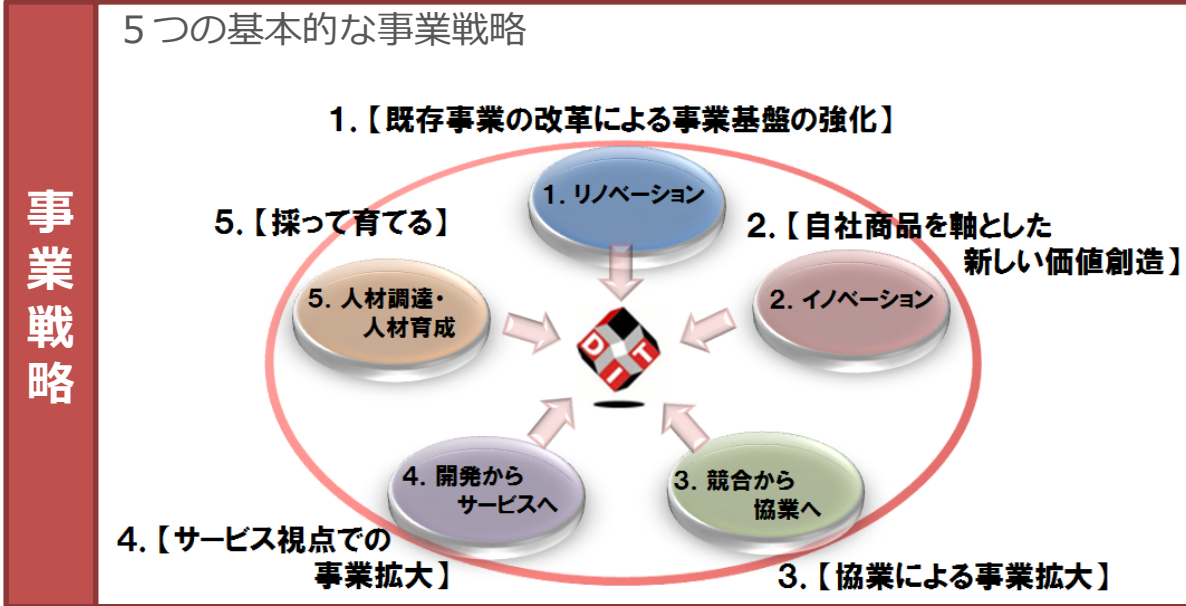 事業戦略
５つの基本的な事業戦略
1.【既存事業の改革による事業基盤の強化】
1. リノベーション
5.【採って育てる】
2.【自社商品を軸とした
新しい価値創造】
5. 人材調達・
人材育成
2. イノベーション
D I T
4. 開発から
サービスへ
3. 競合から
協業へ
4.【サービス視点での
事業拡大】
3.【協業による事業拡大】